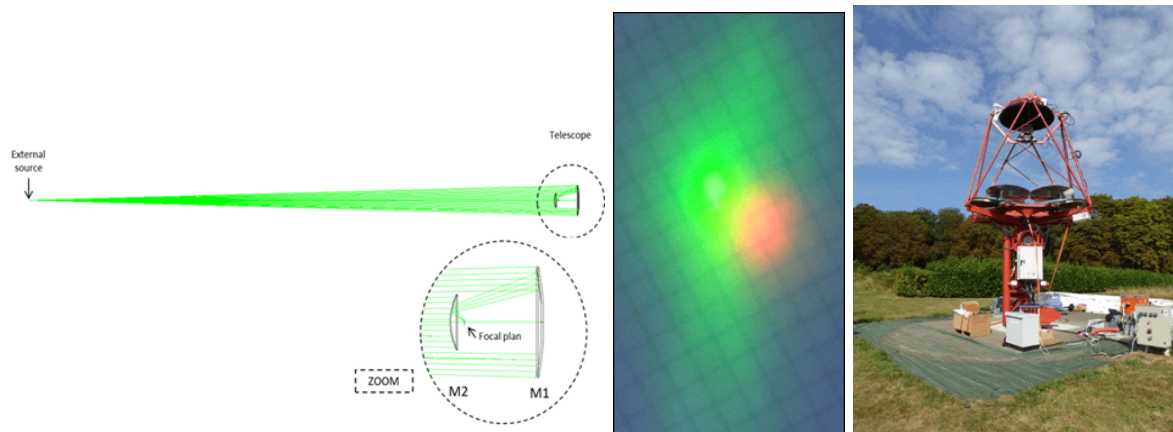 Telescope
External
source
Focal plan
ZOOM
M2
M1